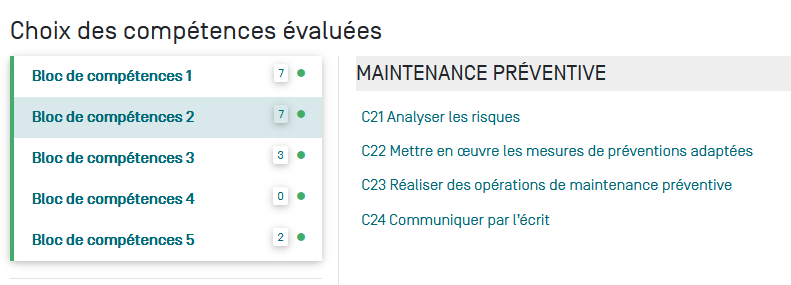 Choix des compétences évaluées
Bloc de compétences 1 7
Bloc de compétences 2 7
Bloc de compétences 3 3
Bloc de compétences 4 0
Bloc de compétences 5 2
MAINTENANCE PRÉVENTIVE
C21 Analyser les risques
C22 Mettre en œuvre les mesures de préventions adaptées
C23 Réaliser des opérations de maintenance préventive
C24 Communiquer par l'écrit